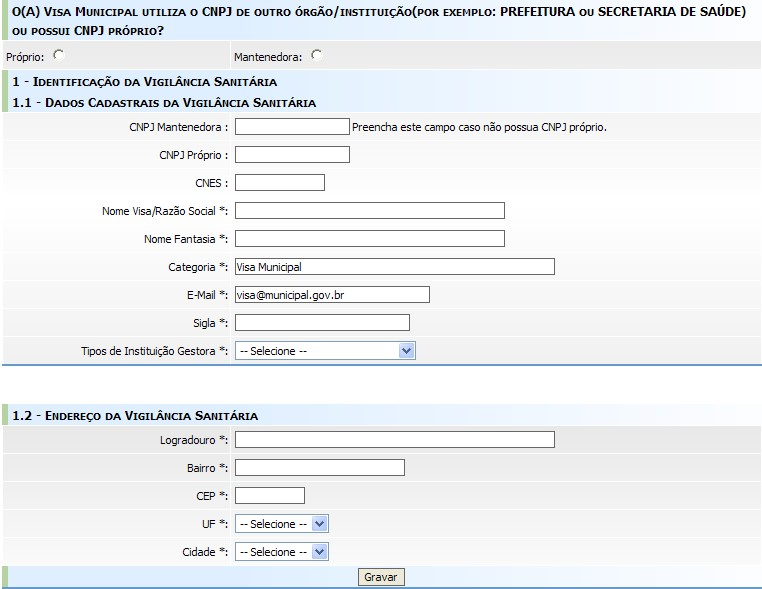 O(A) Visa Municipal utiliza o CNPJ de outro órgão/instituição(por exemplo: PREFEITURA ou SECRETARIA DE SAÚDE)
ou possui CNPJ próprio?
Próprio: Mantenedora:
1 - Identificação da Vigilância Sanitária
1.1 - Dados Cadastrais da Vigilância Sanitária
CNPJ Mantenedora : Preencha este campo caso não possua CNPJ próprio.
CNPJ Próprio :
CNES :
Nome Visa/Razão Social *:
Nome Fantasia *:
Categoria *: Visa Municipal
E-Mail *: visa@municipal.gov.br
Sigla *:
Tipos de Instituição Gestora *: -- Selecione --
1.2 - Endereço da Vigilância Sanitária
Logradouro *:
Bairro *:
CEP *:
UF *: -- Selecione --
Cidade *: -- Selecione --
Gravar